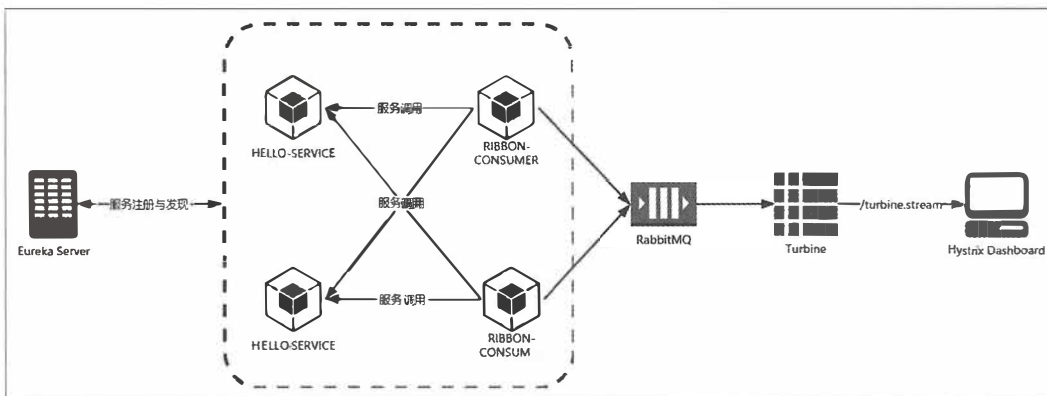 服务调用
HELLO-SERVICE
RIBBON-
CONSUMER
服务注册与发现
服务调用
/turbine.stream
Eureka Server
RabbitMQ
Turbine
Hystrix Dashboard
服务调用
HELLO-SERVICE
RIBBON-
CONSUM